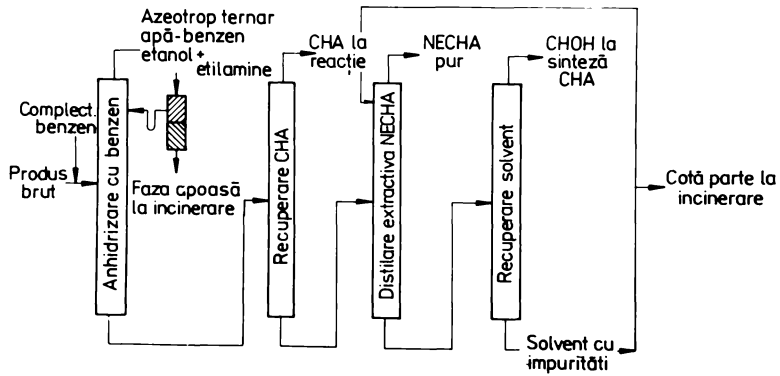 Azeotrop ternar
apă-benzen
etanol +
etilamine
Complect.
benzen
Produs
brut
Faza apoasă
la incinerare
Anhidrizare cu benzen
CHA la
reacție
Recuperare CHA
NECHA
pur
Distilare extractiva NECHA
CHOH la
sinteză
CHA
Recuperare solvent
Cotă parte la
incinerare
Solvent cu
impurităti